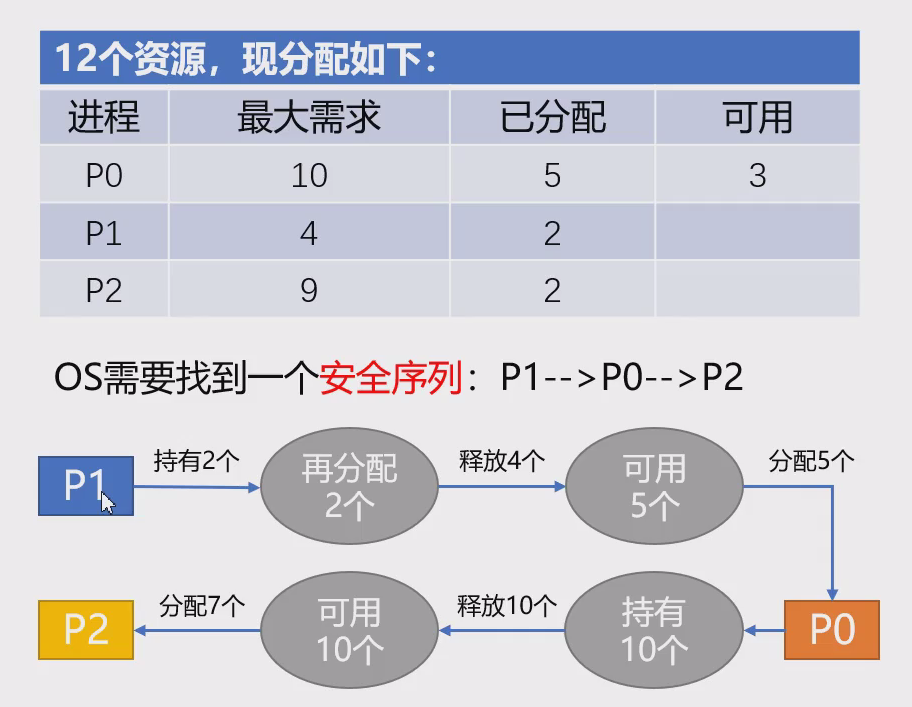 12个资源，现分配如下：
进程 最大需求 已分配 可用
P0 10 5 3
P1 4 2
P2 9 2
OS需要找到一个安全序列：P1-->P0-->P2
P1 持有2个 再分配 2个 释放4个 可用 5个 分配5个
P2 分配7个 可用 10个 释放10个 持有 10个 P0